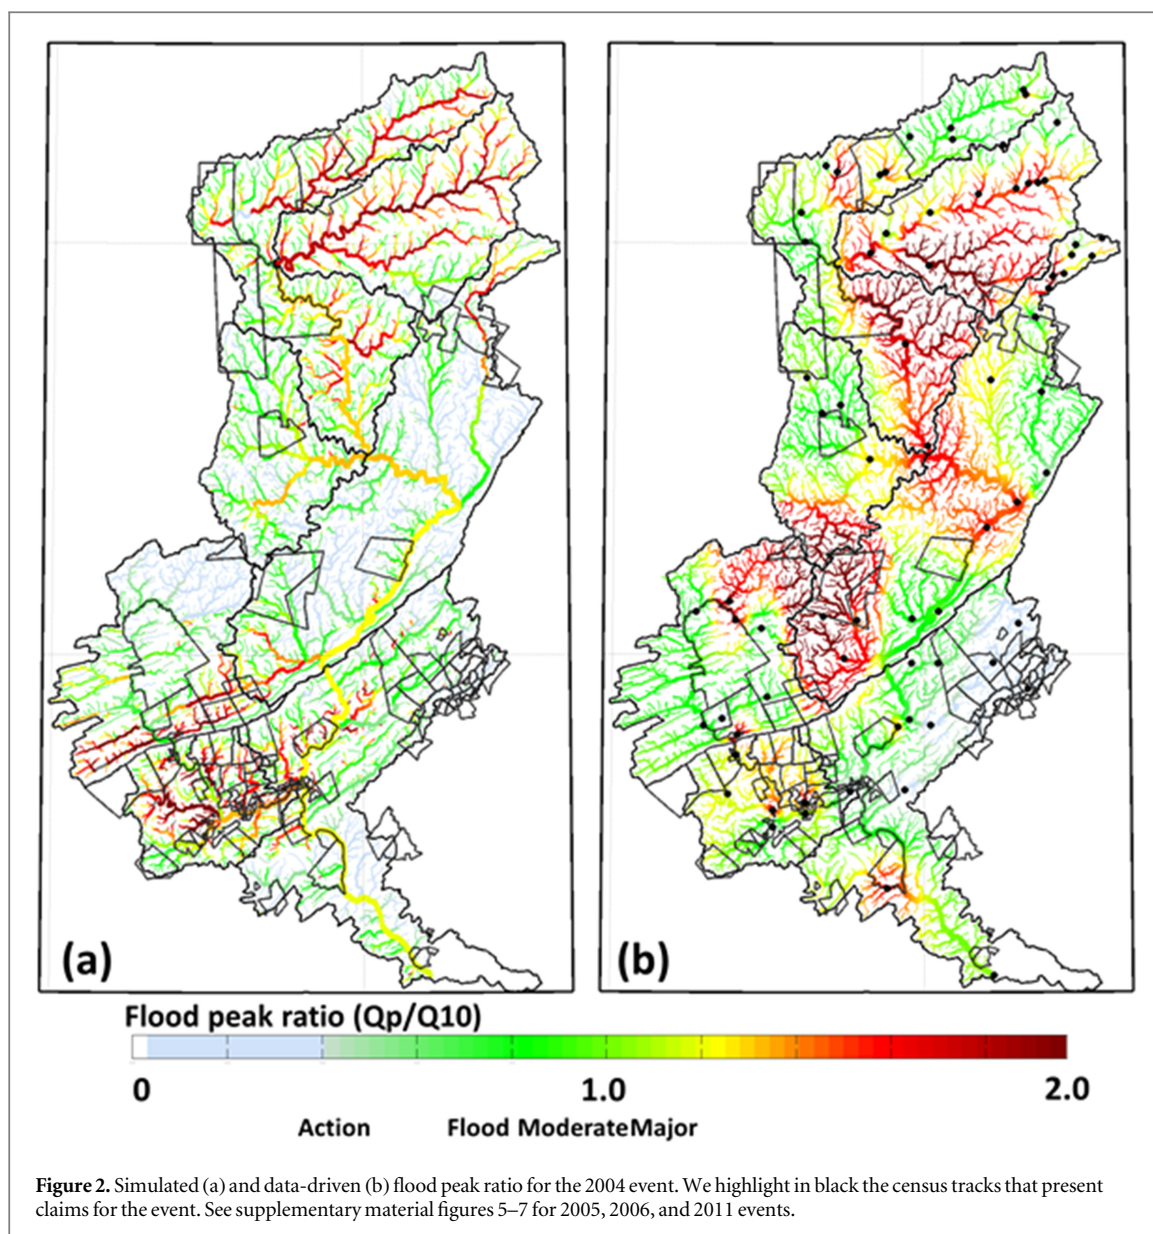 (a)
(b)
Flood peak ratio (Qp/Q10)
0 1.0 2.0
Action Flood ModerateMajor
Figure 2. Simulated (a) and data-driven (b) flood peak ratio for the 2004 event. We highlight in black the census tracks that present
claims for the event. See supplementary material figures 5–7 for 2005, 2006, and 2011 events.